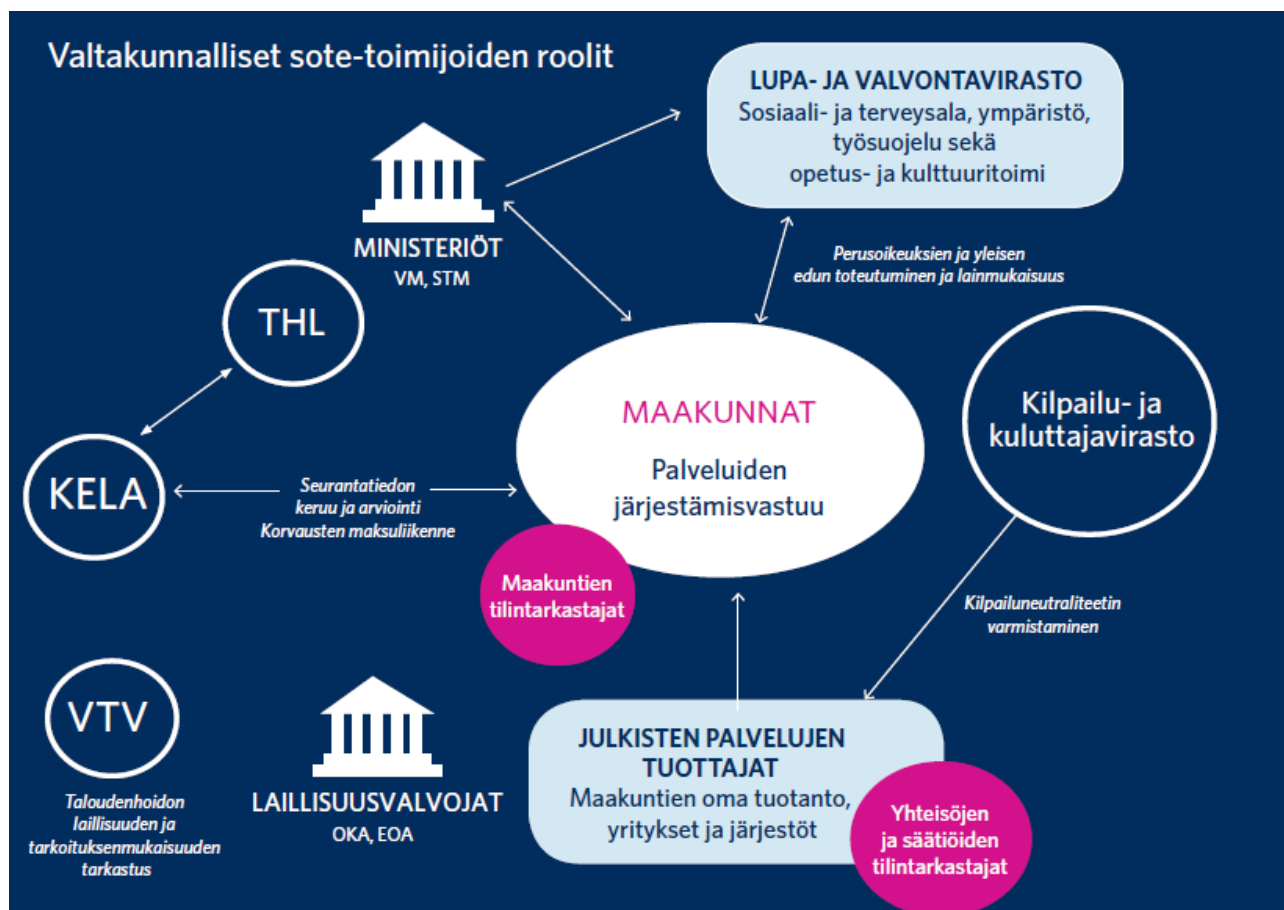 Valtakunnalliset sote-toimijoiden roolit
LUPA- JA VALVONTAVIRASTO
Sosiaali- ja terveysala, ympäristö,
työsuojelu sekä
opetus- ja kulttuuritoimi
MINISTERIÖT
VM, STM
Perusoikeuksien ja yleisen
edun toteutuminen ja lainmukaisuus
THL
MAAKUNNAT
Palveluiden
järjestämisvastuu
Kilpailu- ja
kuluttajavirasto
KELA
Seurantatiedon
keruu ja arviointi
Korvausten maksuliikenne
Maakuntien
tilintarkastajat
Kilpailuneutraliteetin
varmistaminen
VTV
Taloudenhoidon
laillisuuden ja
tarkoituksenmukaisuuden
tarkastus
LAILLISUUSVALVOJAT
OKA, EOA
JULKISTEN PALVELUJEN
TUOTTAJAT
Maakuntien oma tuotanto,
yritykset ja järjestöt
Yhteisöjen
ja säätiöiden
tilintarkastajat